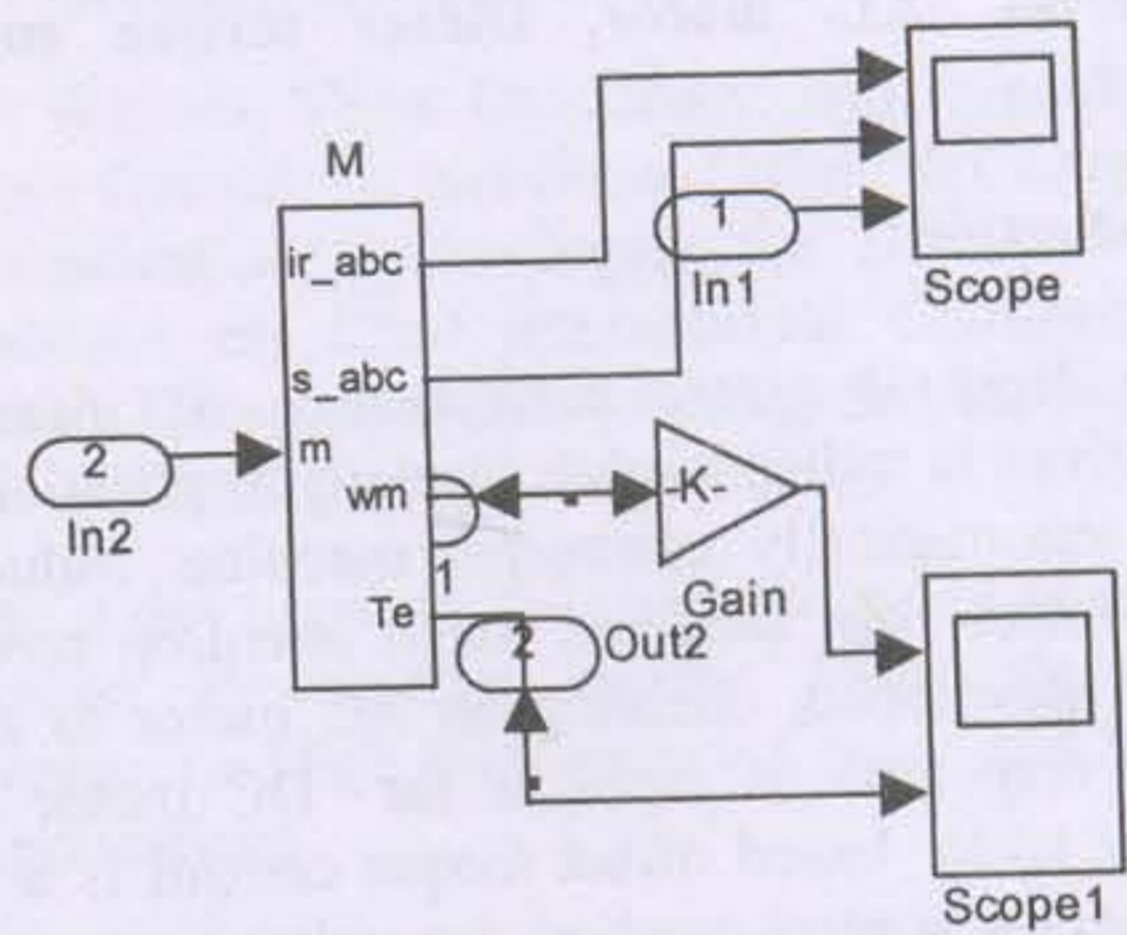 M
ir_abc
s_abc
m
wm
Te
2
In2
1
In1
Scope
-K-
Gain
1
2
Out2
Scope1